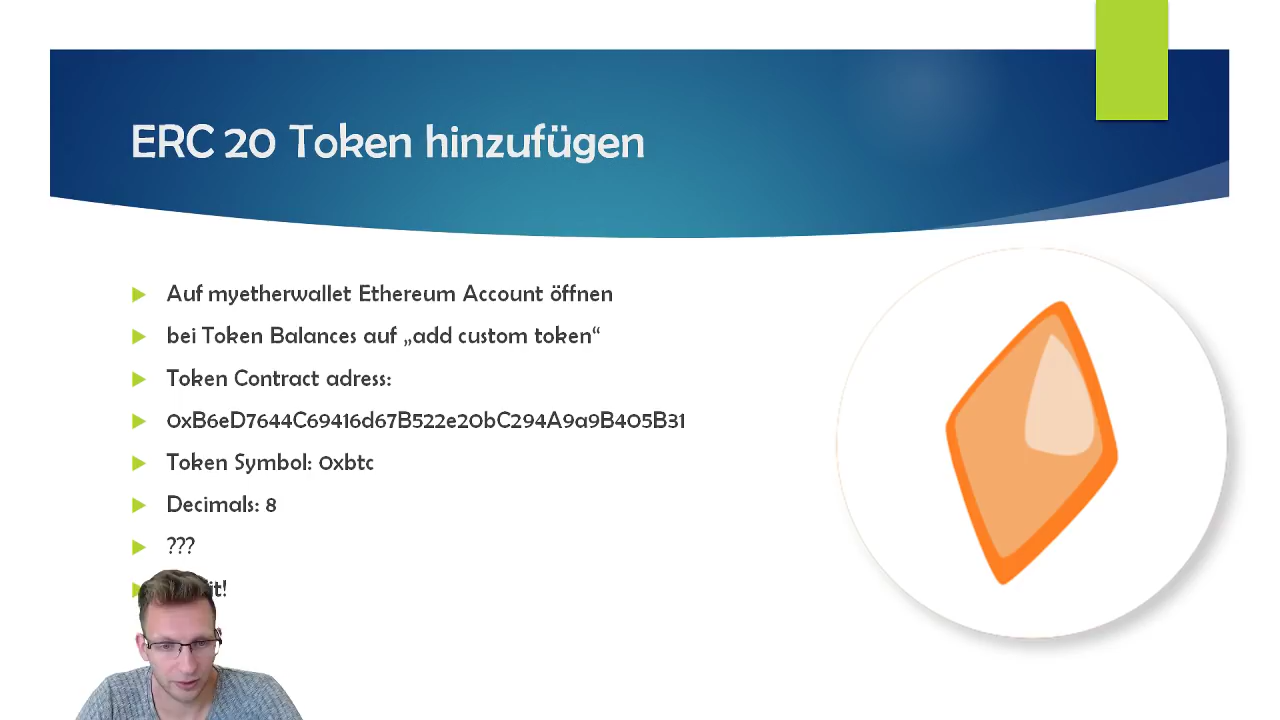 ERC 20 Token hinzufügen
Auf myetherwallet Ethereum Account öffnen
bei Token Balances auf „add custom token“
Token Contract adress:
0xB6eD7644C69416d67B522e20bC294A9a9B405B31
Token Symbol: 0xbtc
Decimals: 8
???